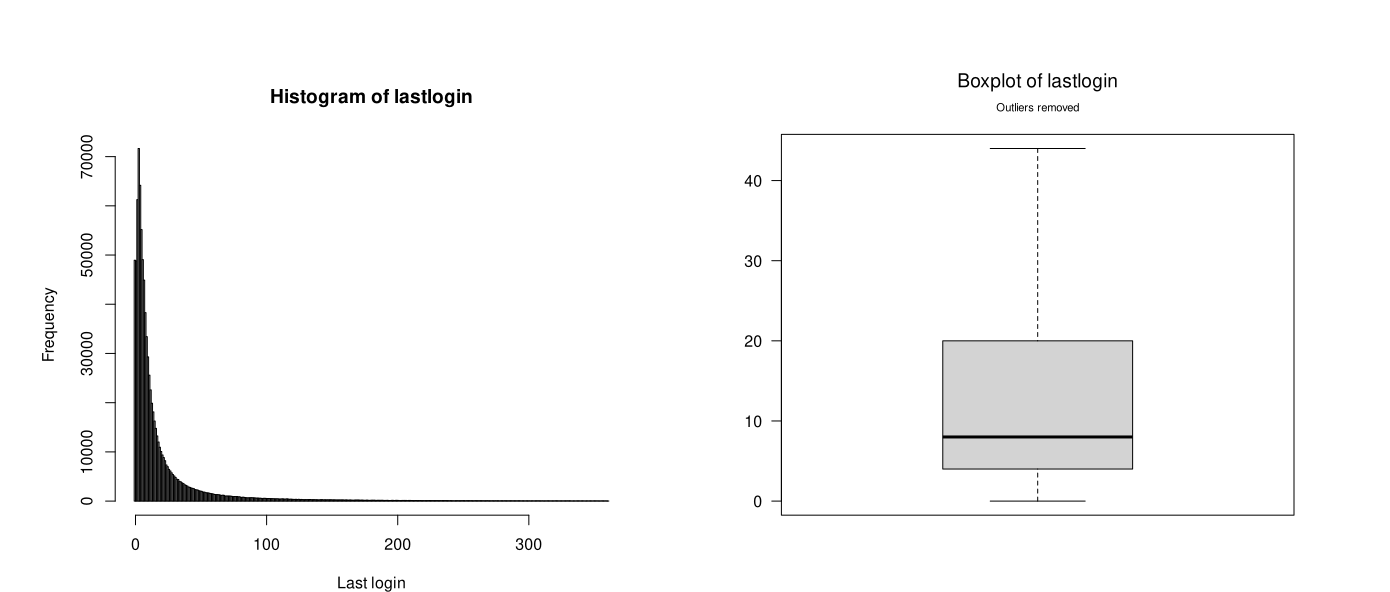 Histogram of lastlogin
Frequency
70000
50000
30000
10000
0
0 100 200 300
Last login
Boxplot of lastlogin
Outliers removed
40
30
20
10
0